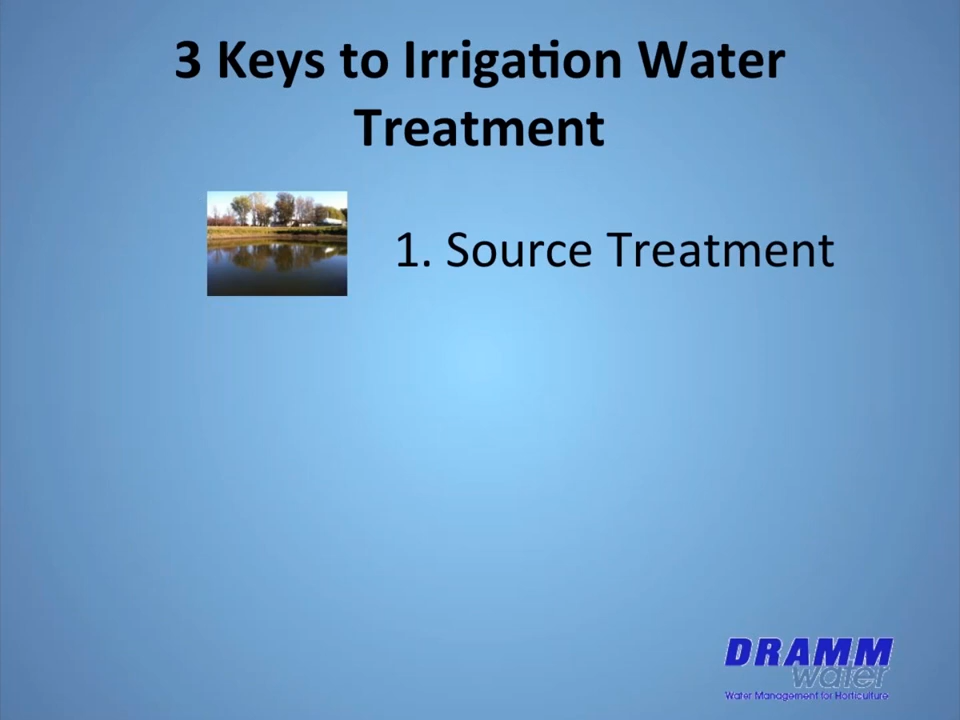 3 Keys to Irrigation Water
Treatment
1. Source Treatment
DRAMM
water
Water Management for Horticulture